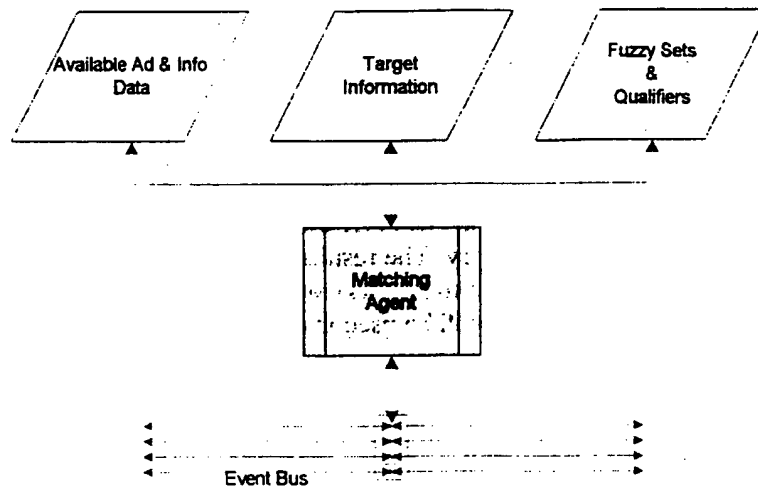 Available Ad & Info
Data
Target
Information
Fuzzy Sets
&
Qualifiers
Matching
Agent
Event Bus